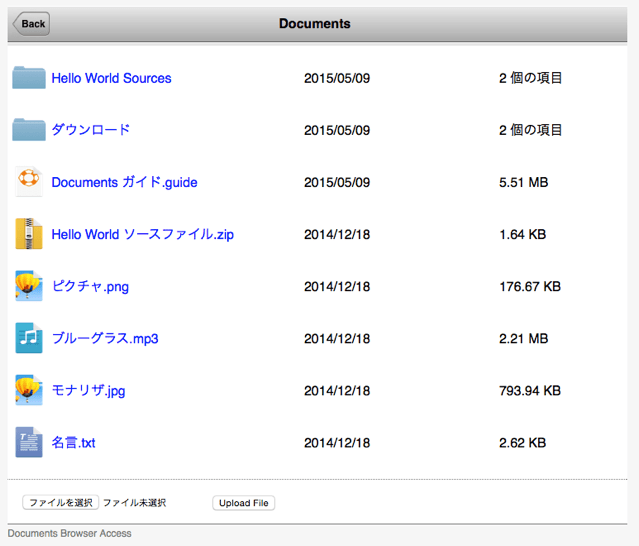 Back Documents
Hello World Sources 2015/05/09 2 個の項目
ダウンロード 2015/05/09 2 個の項目
Documents ガイド.guide 2015/05/09 5.51 MB
Hello World ソースファイル.zip 2014/12/18 1.64 KB
ピクチャ.png 2014/12/18 176.67 KB
ブルーグラス.mp3 2014/12/18 2.21 MB
モナリザ.jpg 2014/12/18 793.94 KB
名言.txt 2014/12/18 2.62 KB
ファイルを選択 ファイル未選択 Upload File
Documents Browser Access